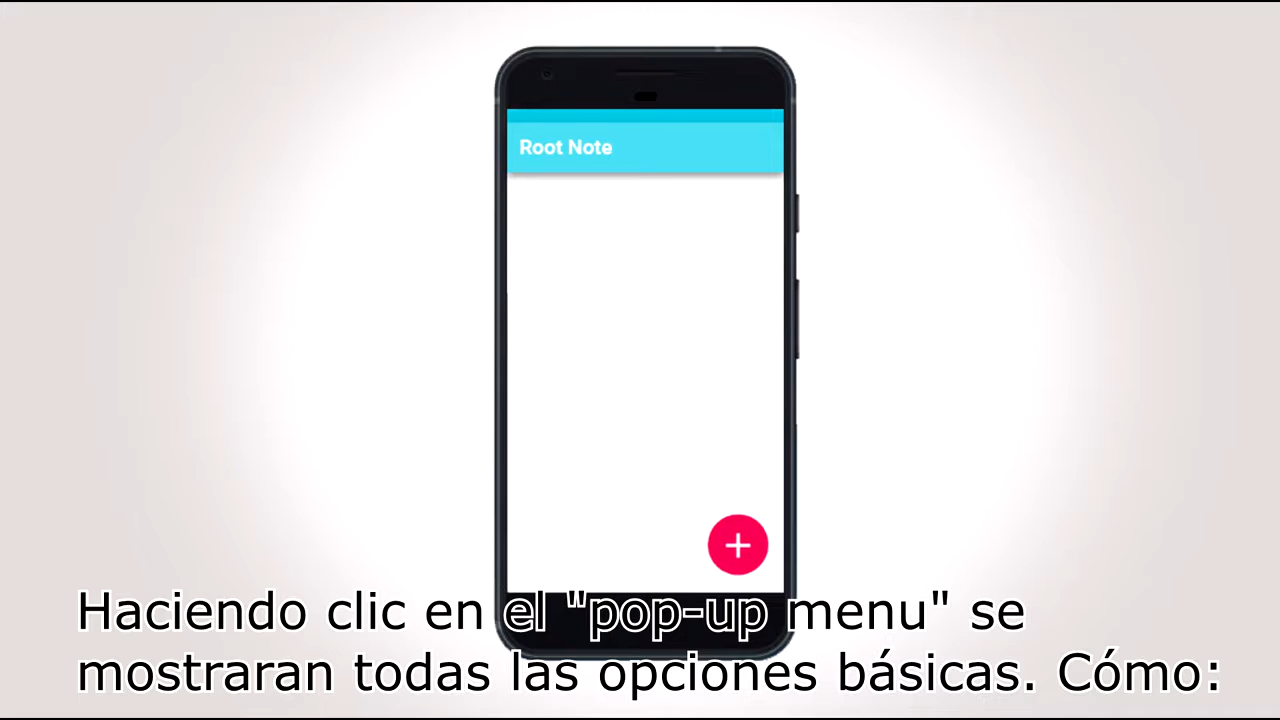 Root Note
Haciendo clic en el "pop-up menu" se
mostraran todas las opciones básicas. Cómo: